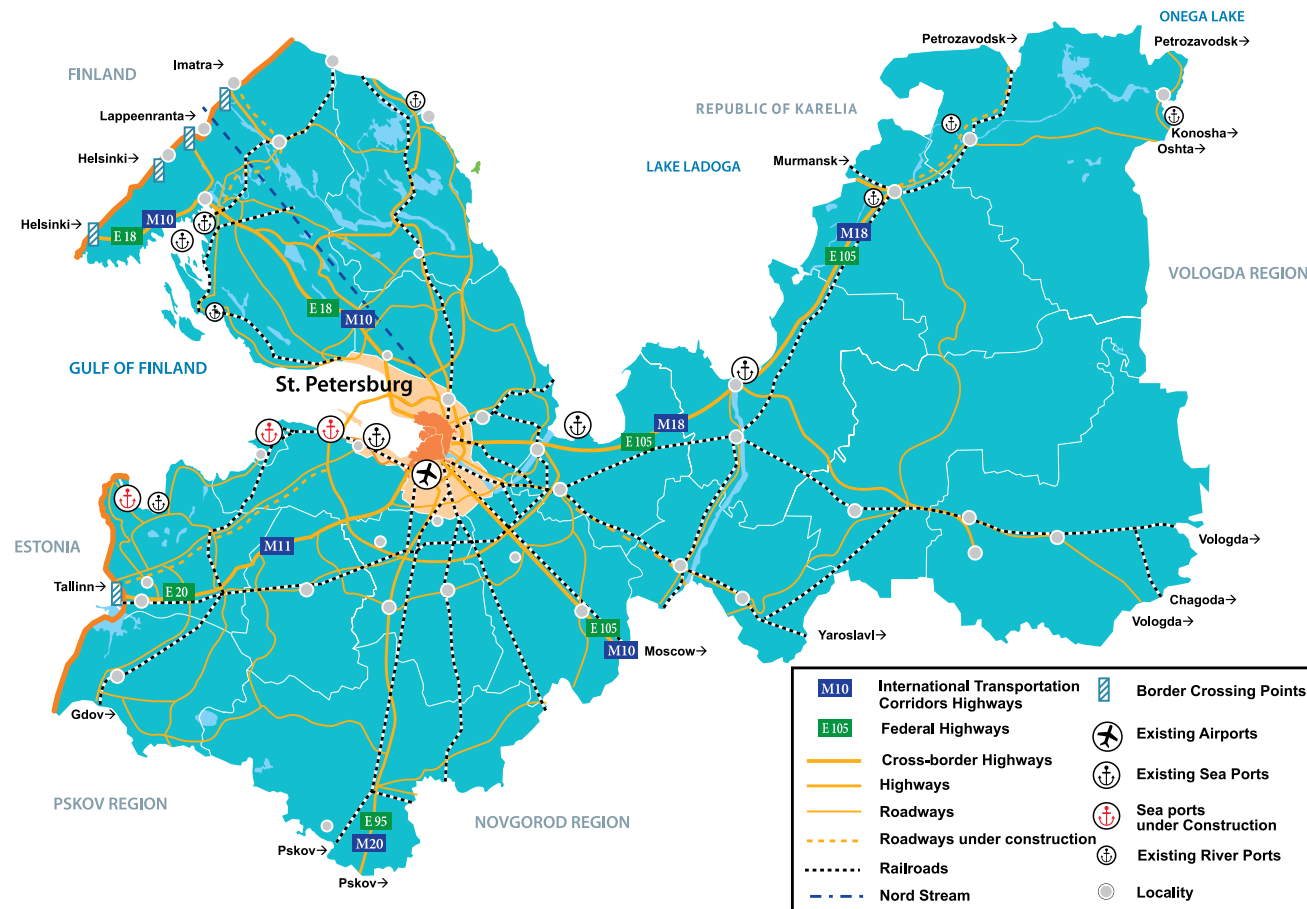 ONEGA LAKE
Petrozavodsk→
Petrozavodsk→
FINLAND
Imatra→
REPUBLIC OF KARELIA
Lappeenranta→
Konosha→
Oshta→
Helsinki→
LAKE LADOGA
Murmansk→
Helsinki→
M10
E 18
M18
E 105
VOLOGDA REGION
E 18
M10
GULF OF FINLAND
St. Petersburg
M18
E 105
ESTONIA
M11
Vologda→
Tallinn→
E 20
Chagoda→
Vologda→
E 105
M10
Moscow→
Yaroslavl→
Gdov→
PSKOV REGION
NOVGOROD REGION
E 95
M20
Pskov→
Pskov→
M10
International Transportation
Corridors Highways
E 105
Federal Highways
Cross-border Highways
Highways
Roadways
Roadways under construction
Railroads
Nord Stream
Border Crossing Points
Existing Airports
Existing Sea Ports
Sea ports
under Construction
Existing River Ports
Locality